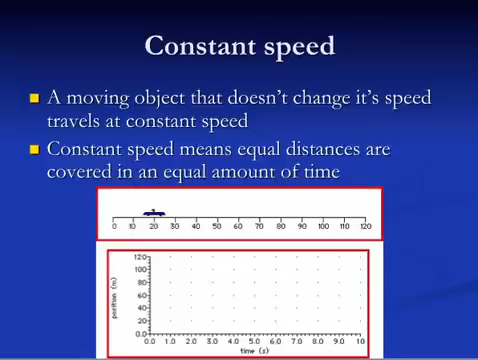 Constant speed
A moving object that doesn't change it's speed
travels at constant speed
Constant speed means equal distances are
covered in an equal amount of time
0 10 20 30 40 50 60 70 80 90 100 110 120
120
100
80
60
40
20
0.0
position (m)
0.0 1.0 2.0 3.0 4.0 5.0 6.0 7.0 8.0 9.0 10
time (s)